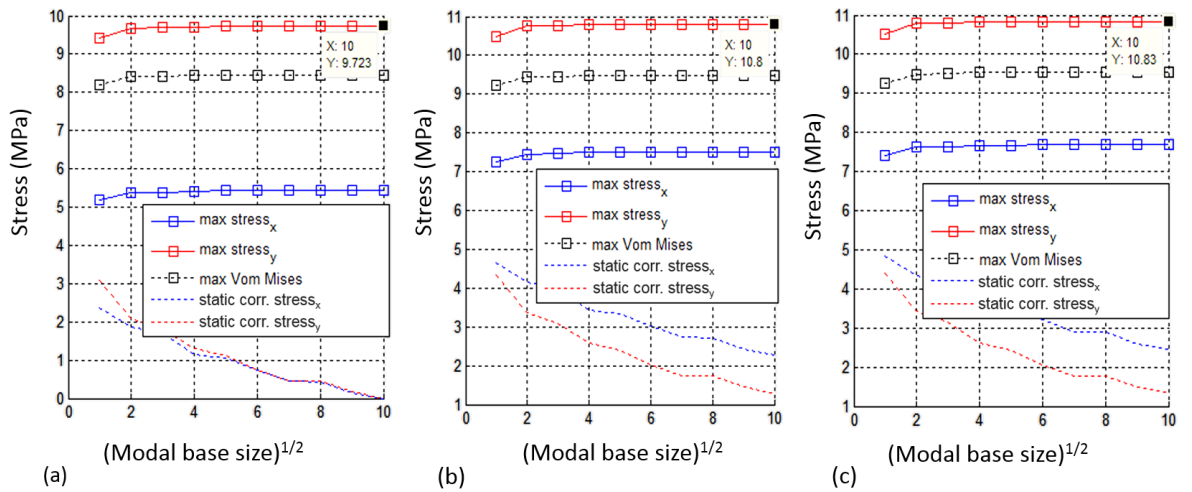 10
9
8
7
6
5
4
3
2
1
0
Stress (MPa)
X: 10
Y: 9.723
max stressx
max stressy
max Vom Mises
static corr. stressx
static corr. stressy
0 2 4 6 8 10
(Modal base size)1/2
(a)
11
10
9
8
7
6
5
4
3
2
1
Stress (MPa)
X: 10
Y: 10.8
max stressx
max stressy
max Vom Mises
static corr. stressx
static corr. stressy
0 2 4 6 8 10
(Modal base size)1/2
(b)
11
10
9
8
7
6
5
4
3
2
1
Stress (MPa)
X: 10
Y: 10.83
max stressx
max stressy
max Vom Mises
static corr. stressx
static corr. stressy
0 2 4 6 8 10
(Modal base size)1/2
(c)